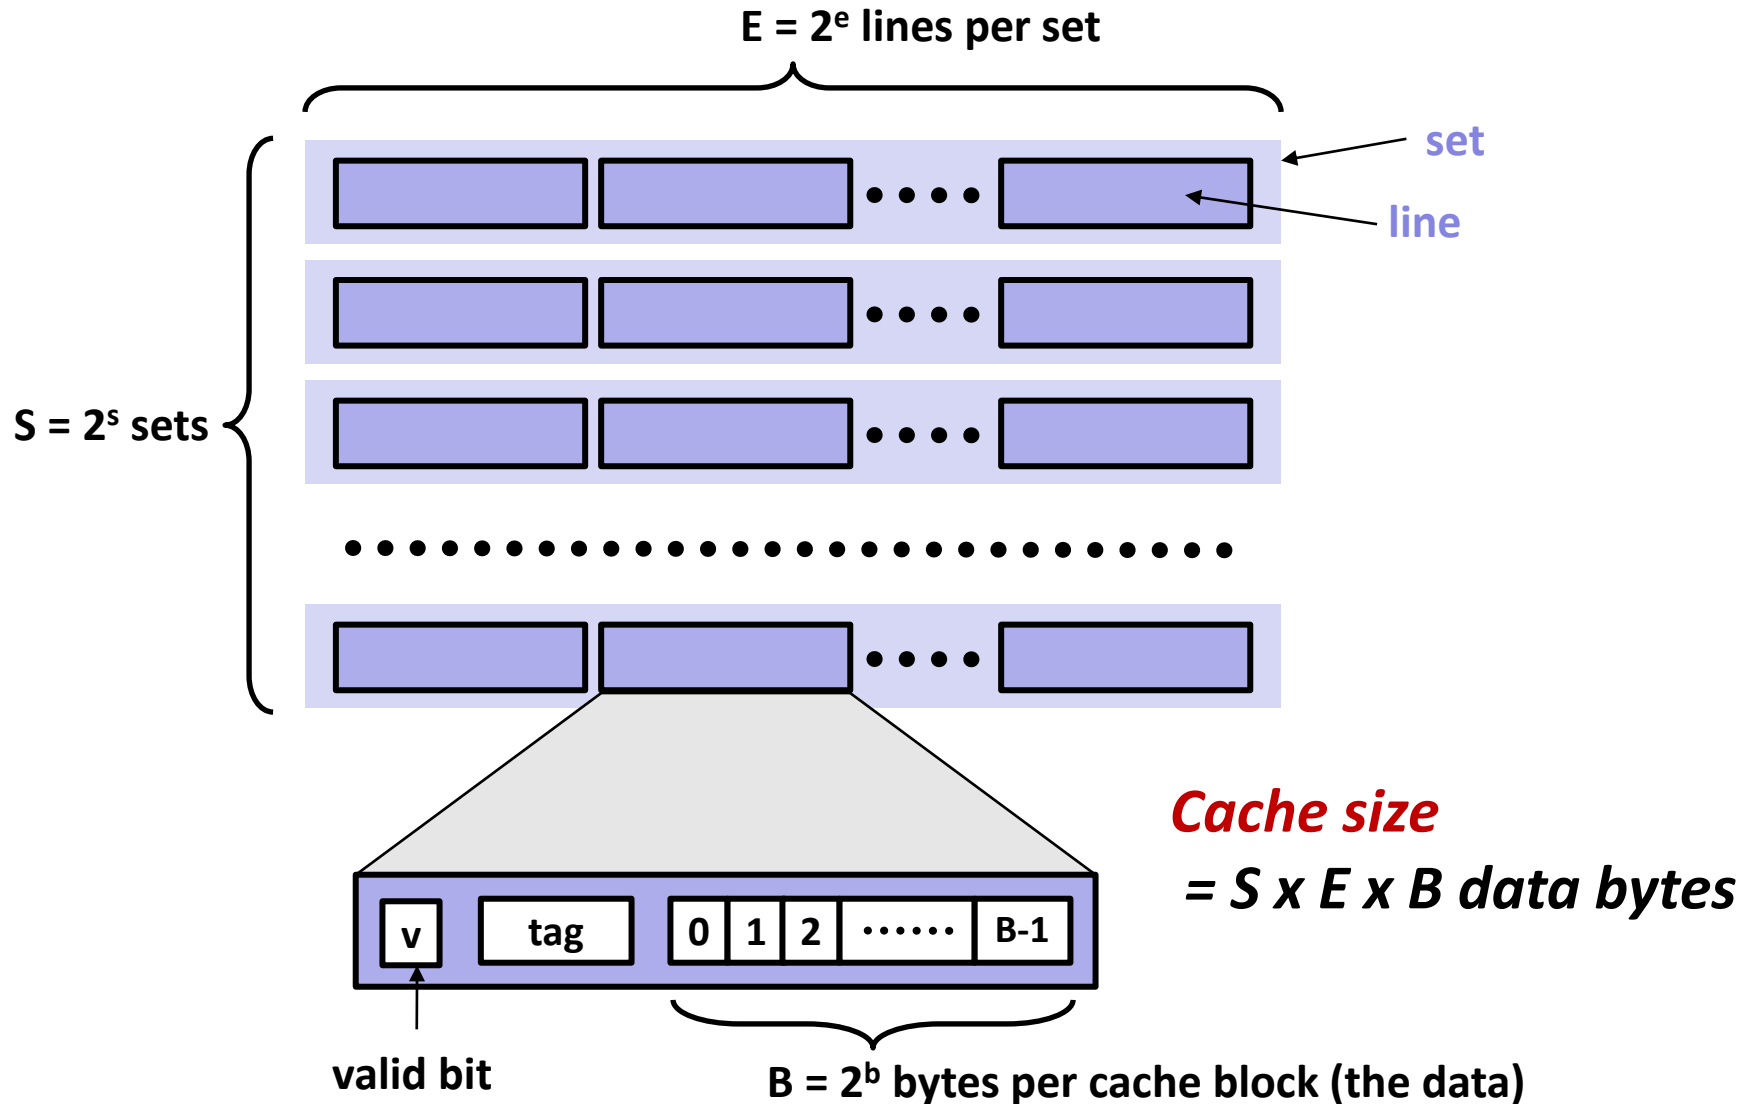 E = 2ᵉ lines per set
set
line
S = 2ˢ sets
Cache size
= S x E x B data bytes
v
tag
0 1 2 ······ B-1
valid bit
B = 2ᵇ bytes per cache block (the data)